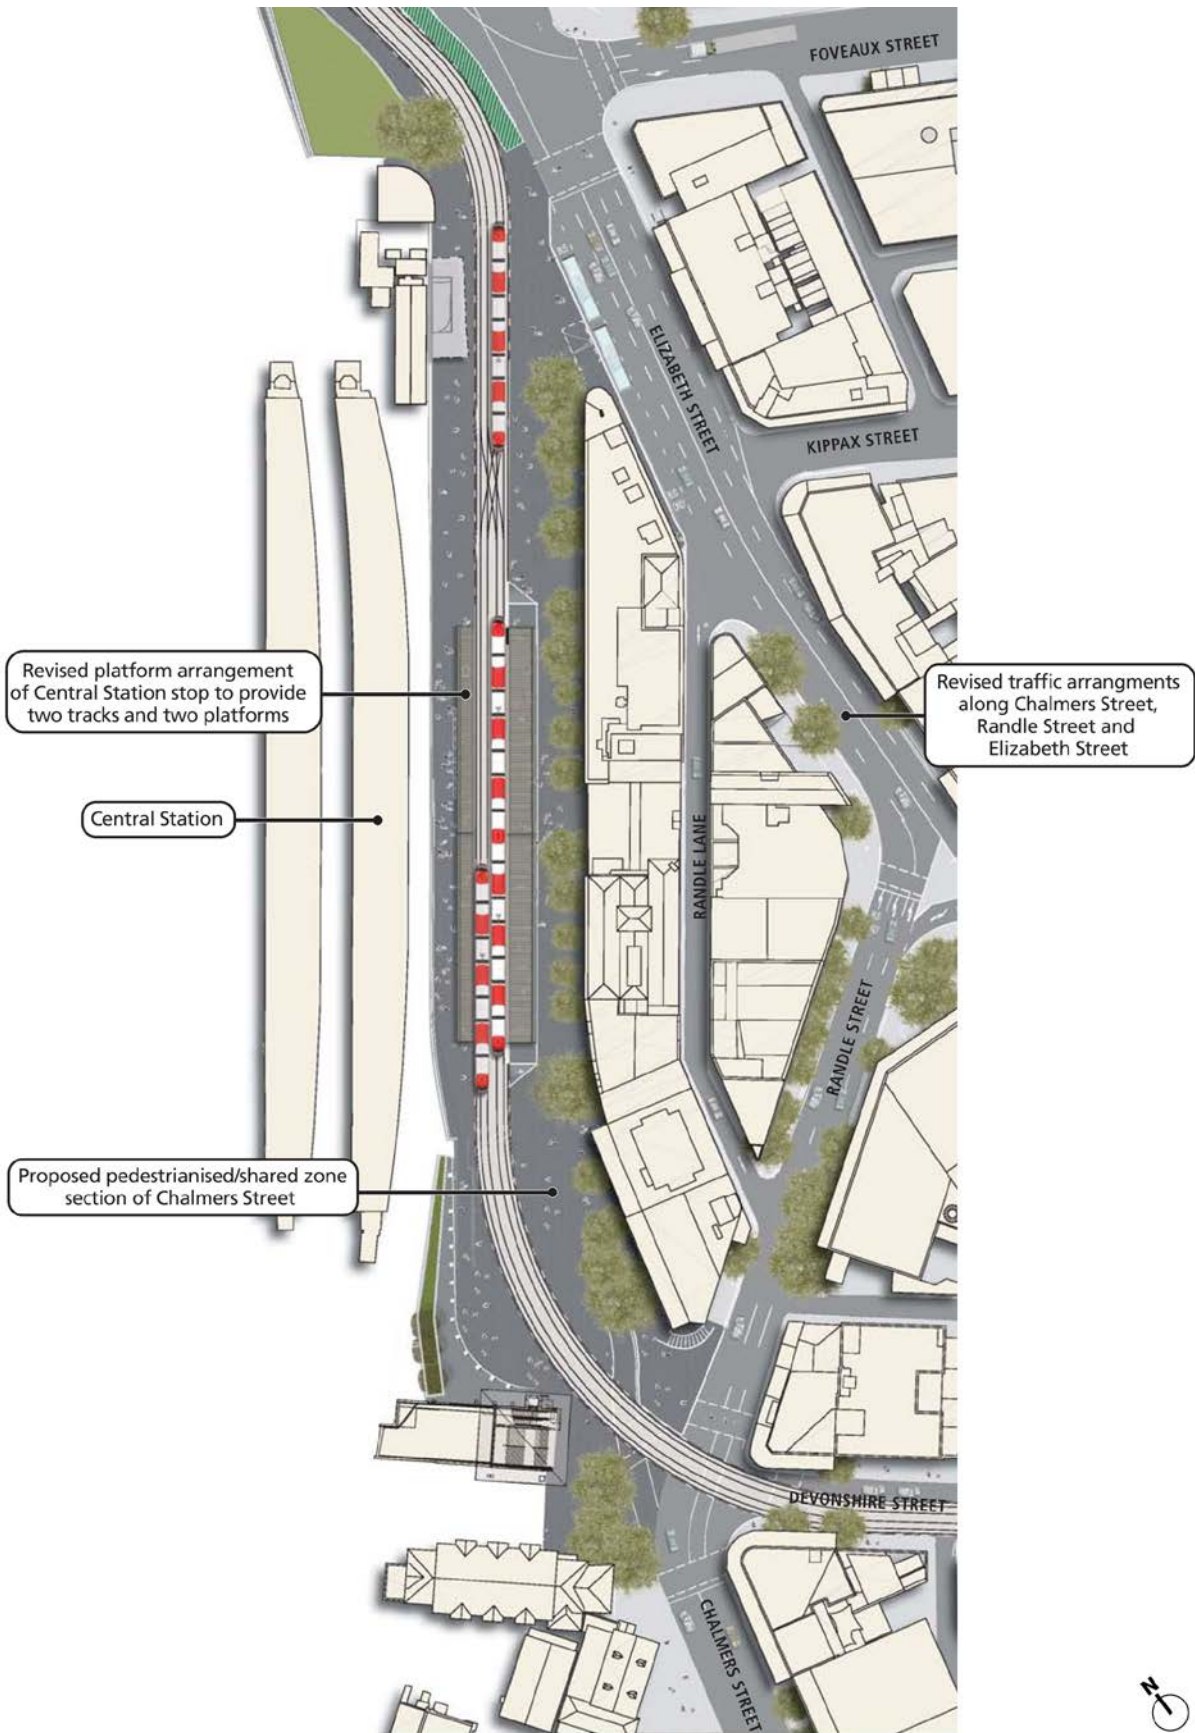 FOVEAUX STREET
ELIZABETH STREET
KIPPAX STREET
Revised platform arrangement
of Central Station stop to provide
two tracks and two platforms
Revised traffic arrangments
along Chalmers Street,
Randle Street and
Elizabeth Street
Central Station
RANDLE LANE
RANDLE STREET
Proposed pedestrianised/shared zone
section of Chalmers Street
DEVONSHIRE STREET
CHALMERS STREET
N